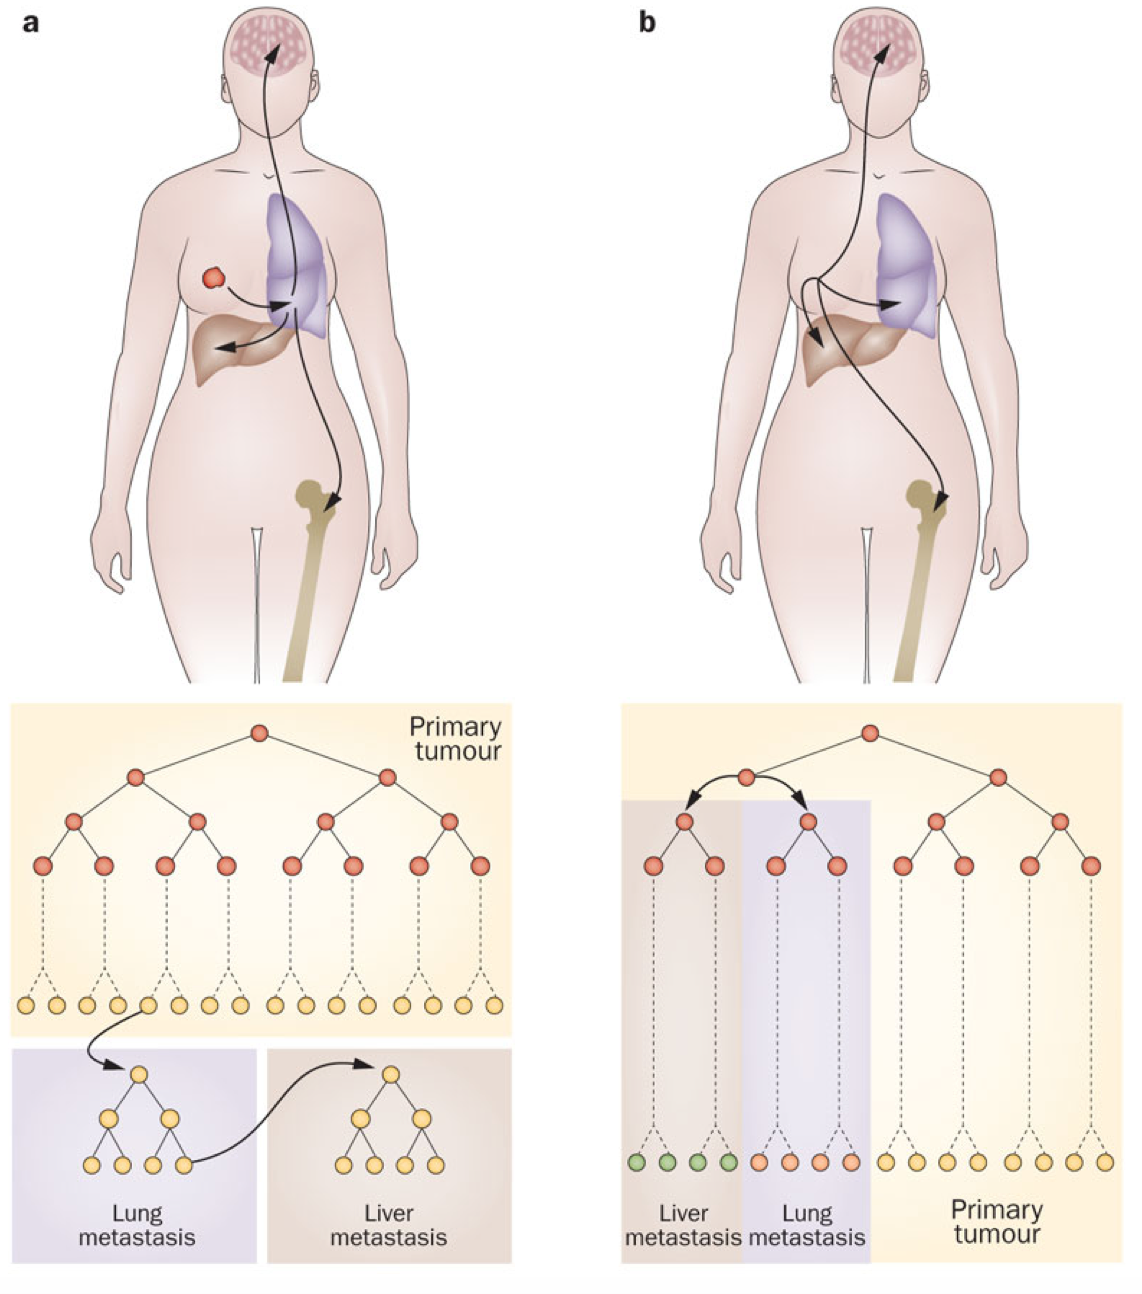 a
b
Primary
tumour
Lung
metastasis
Liver
metastasis
Liver
metastasis
Lung
metastasis
Primary
tumour